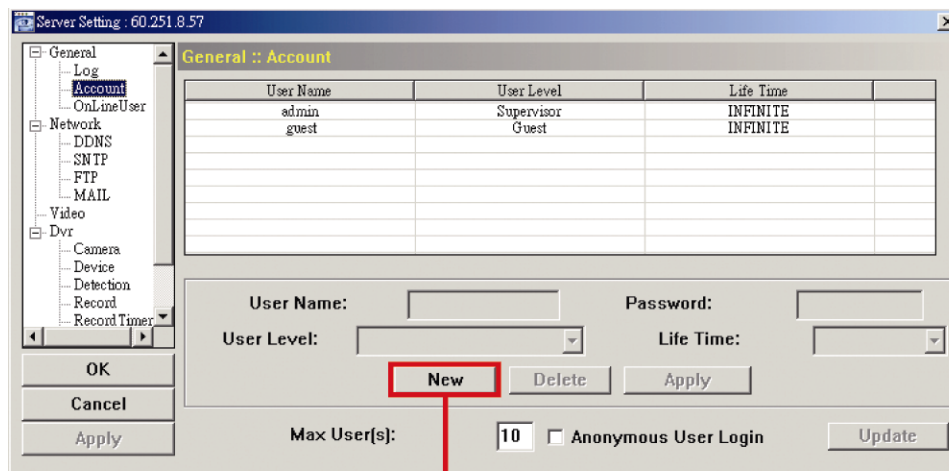 Server Setting : 60.251.8.57
General
Log
Account
OnLineUser
Network
DDNS
SNTP
FTP
MAIL
Video
Dvr
Camera
Device
Detection
Record
Record Timer
OK
Cancel
Apply
General :: Account
User Name User Level Life Time
admin Supervisor INFINITE
guest Guest INFINITE
User Name: Password:
User Level: Life Time:
New Delete Apply
Max User(s): 10 Anonymous User Login Update